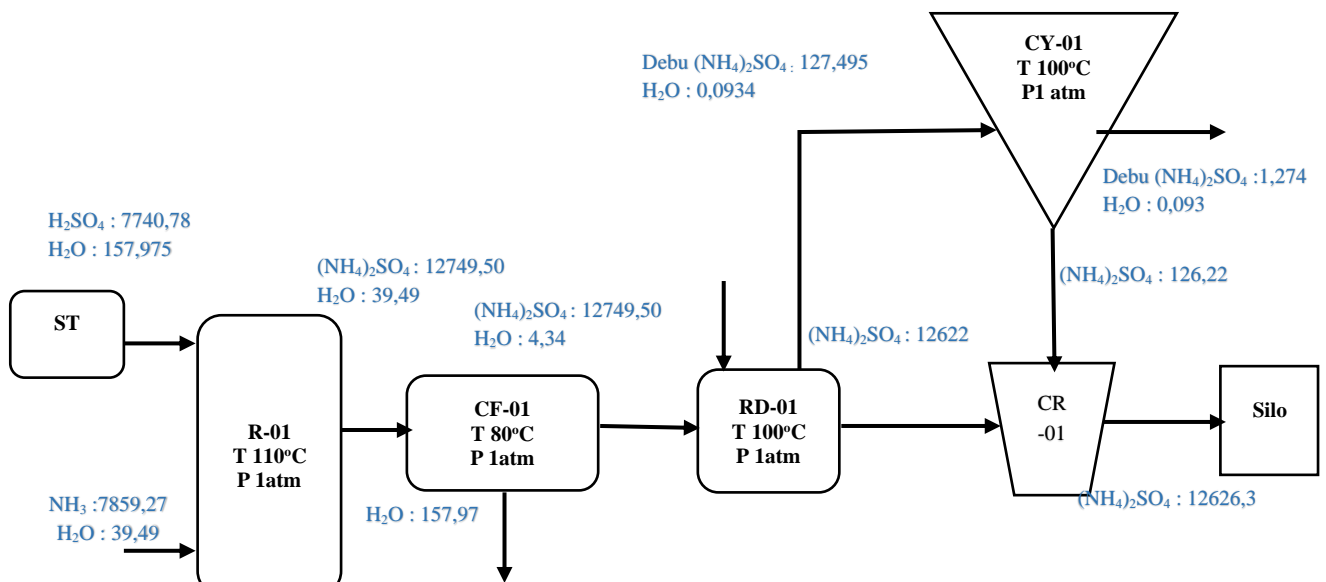 CY-01
T 100°C
P1 atm
Debu (NH₄)₂SO₄ : 127,495
H₂O : 0,0934
Debu (NH₄)₂SO₄ :1,274
H₂O : 0,093
H₂SO₄ : 7740,78
H₂O : 157,975
(NH₄)₂SO₄ : 12749,50
H₂O : 39,49
(NH₄)₂SO₄ : 12749,50
H₂O : 4,34
(NH₄)₂SO₄ : 126,22
ST
(NH₄)₂SO₄ : 12622
R-01
T 110°C
P 1atm
CF-01
T 80°C
P 1atm
RD-01
T 100°C
P 1atm
CR
-01
Silo
NH₃ :7859,27
H₂O : 39,49
H₂O : 157,97
(NH₄)₂SO₄ : 12626,3